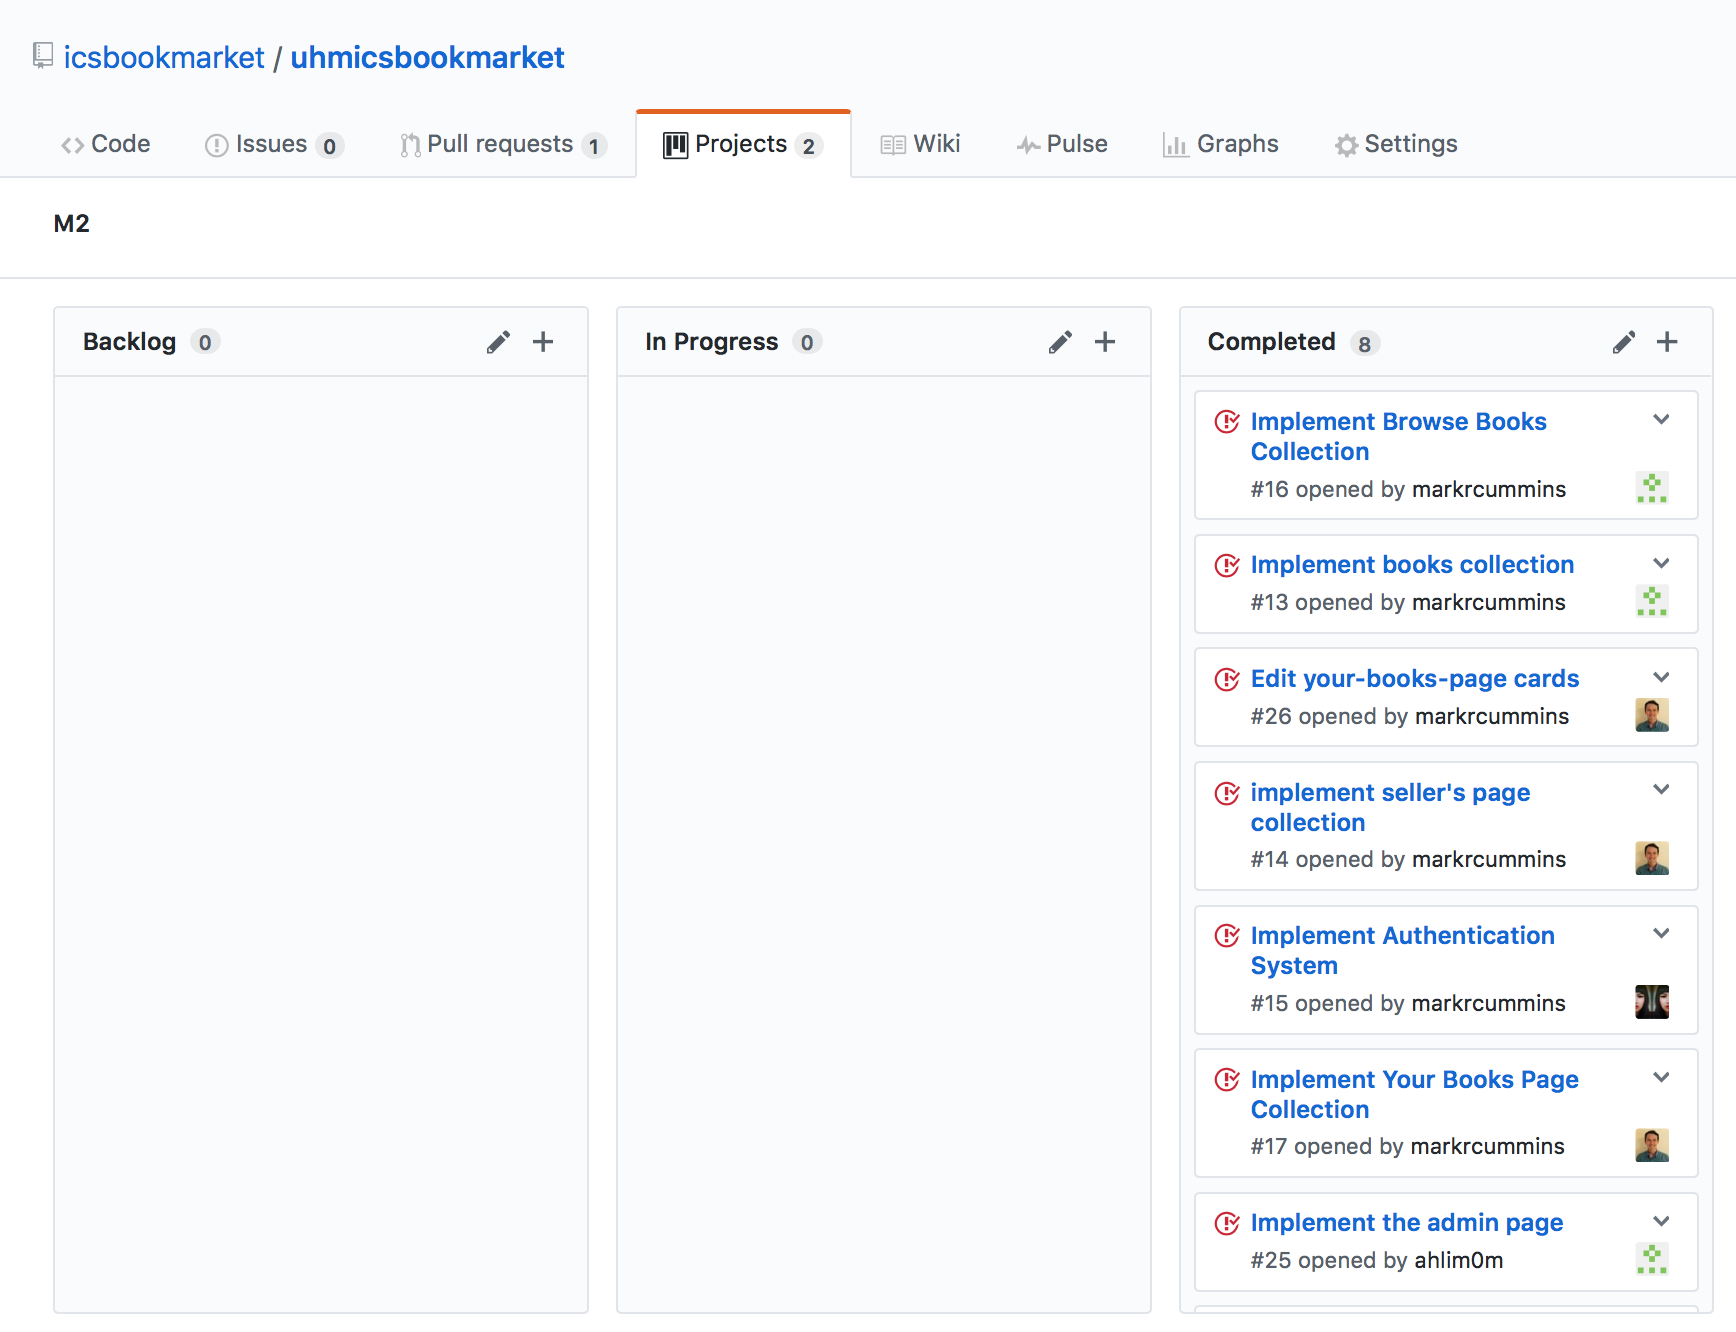 icsbookmarket / uhmicsbookmarket
Code Issues 0 Pull requests 1 Projects 2 Wiki Pulse Graphs Settings
M2
Backlog 0
In Progress 0
Completed 8
Implement Browse Books
Collection
#16 opened by markrcummins
Implement books collection
#13 opened by markrcummins
Edit your-books-page cards
#26 opened by markrcummins
implement seller's page
collection
#14 opened by markrcummins
Implement Authentication
System
#15 opened by markrcummins
Implement Your Books Page
Collection
#17 opened by markrcummins
Implement the admin page
#25 opened by ahlim0m